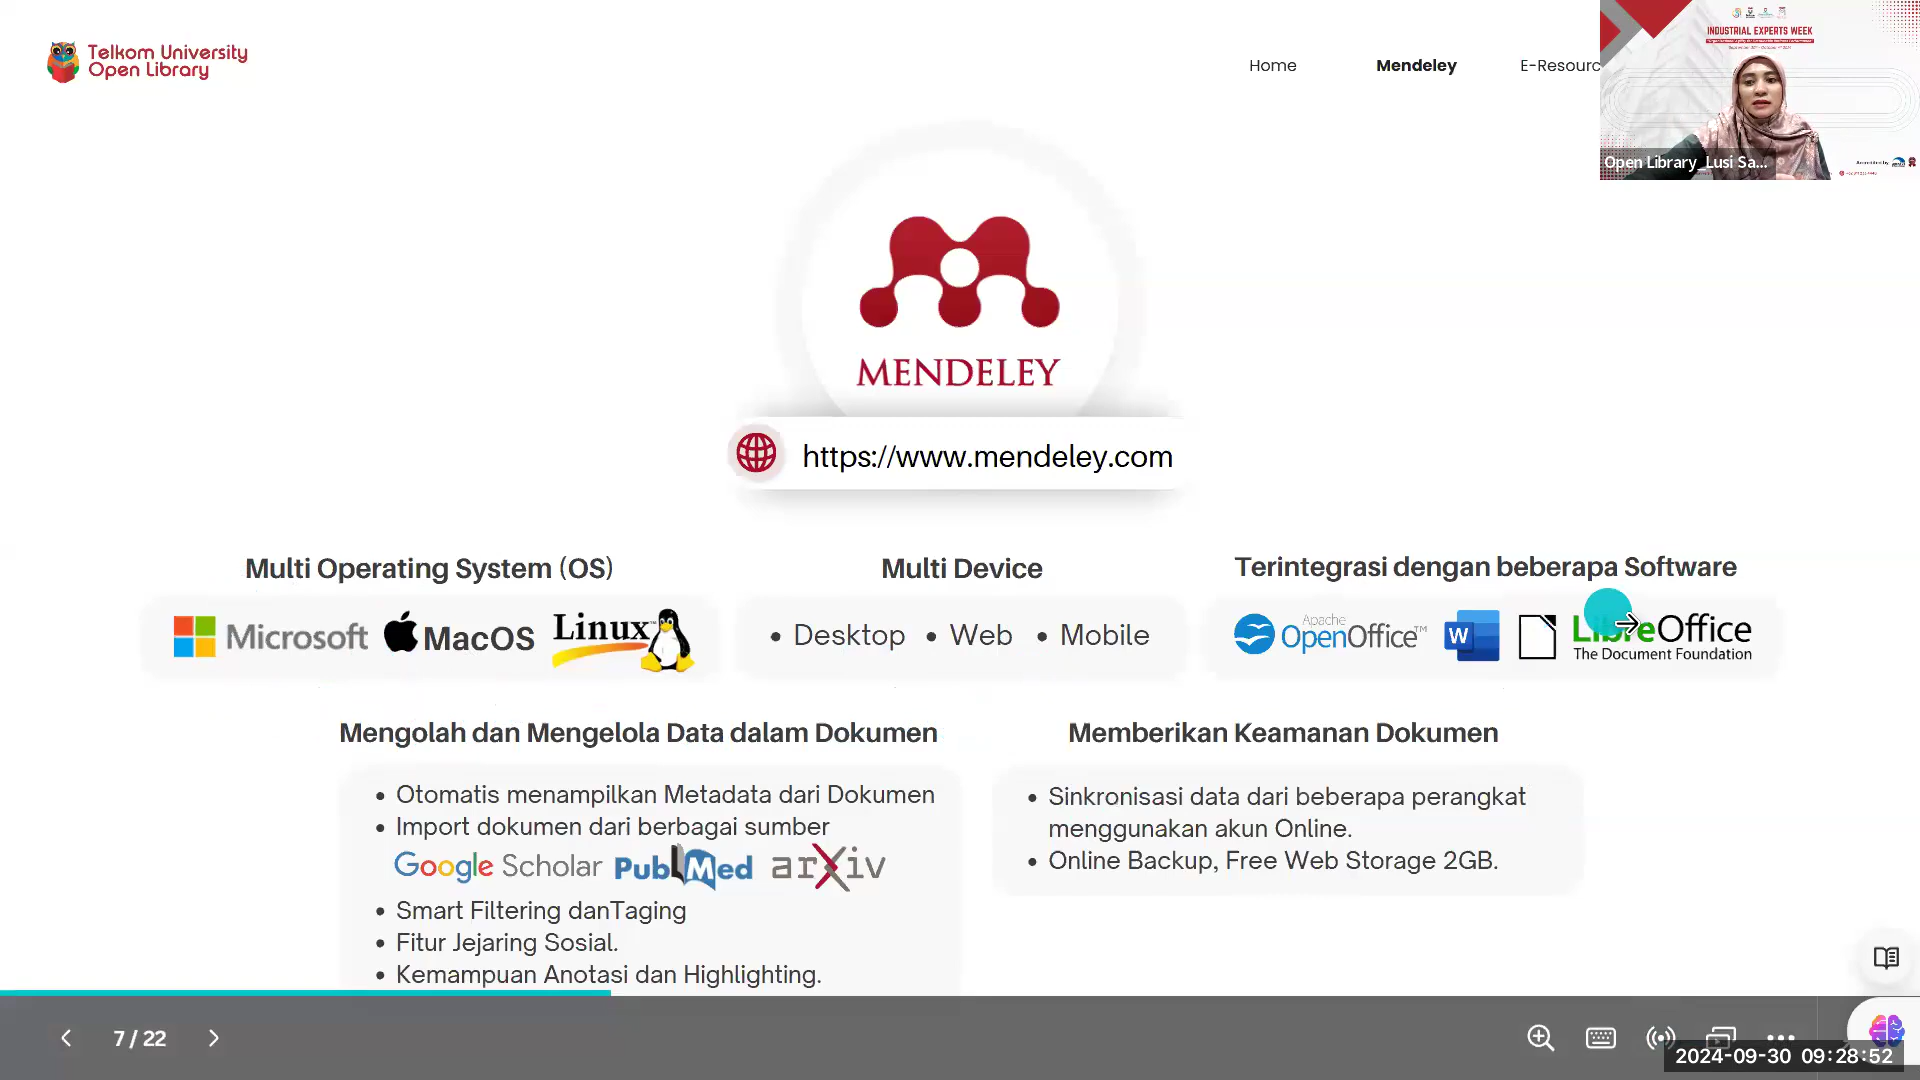 Telkom University
Open Library
Home
Mendeley
E-Resourc
INDUSTRIAL EXPERTS WEEK
Open Library_Lusi Sa...
MENDELEY
https://www.mendeley.com
Multi Operating System (OS)
Microsoft
MacOS
Linux
Multi Device
• Desktop • Web • Mobile
Terintegrasi dengan beberapa Software
Apache
OpenOffice™
W
LibreOffice
The Document Foundation
Mengolah dan Mengelola Data dalam Dokumen
• Otomatis menampilkan Metadata dari Dokumen
• Import dokumen dari berbagai sumber
Google Scholar
PubMed
arXiv
• Smart Filtering danTaging
• Fitur Jejaring Sosial.
• Kemampuan Anotasi dan Highlighting.
Memberikan Keamanan Dokumen
• Sinkronisasi data dari beberapa perangkat
menggunakan akun Online.
• Online Backup, Free Web Storage 2GB.
7 / 22
2024-09-30 09:28:52